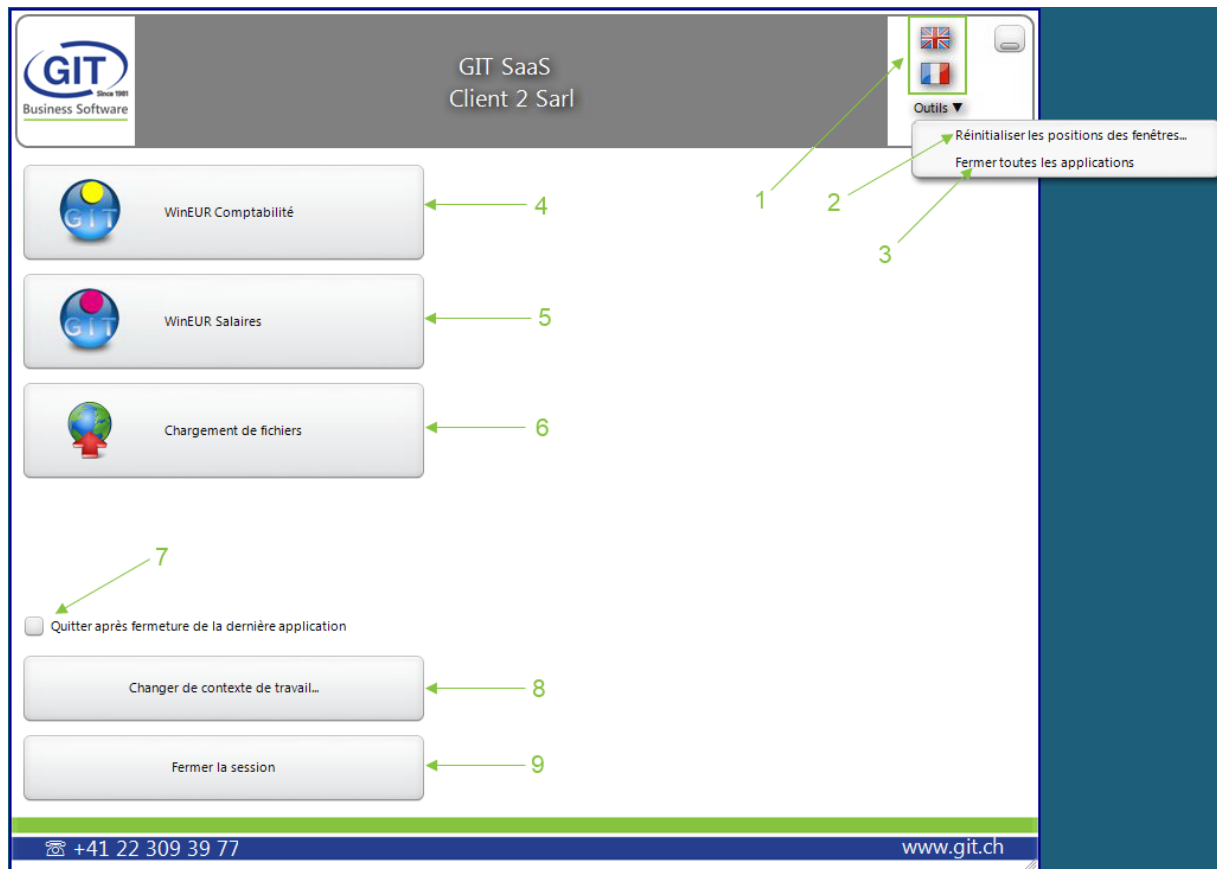 GIT
Since 1981
Business Software
GIT SaaS
Client 2 Sarl
Outils ▼
Réinitialiser les positions des fenêtres...
Fermer toutes les applications
1
2
3
GIT
WinEUR Comptabilité
4
GIT
WinEUR Salaires
5
Chargement de fichiers
6
7
Quitter après fermeture de la dernière application
Changer de contexte de travail...
8
Fermer la session
9
☏ +41 22 309 39 77
www.git.ch